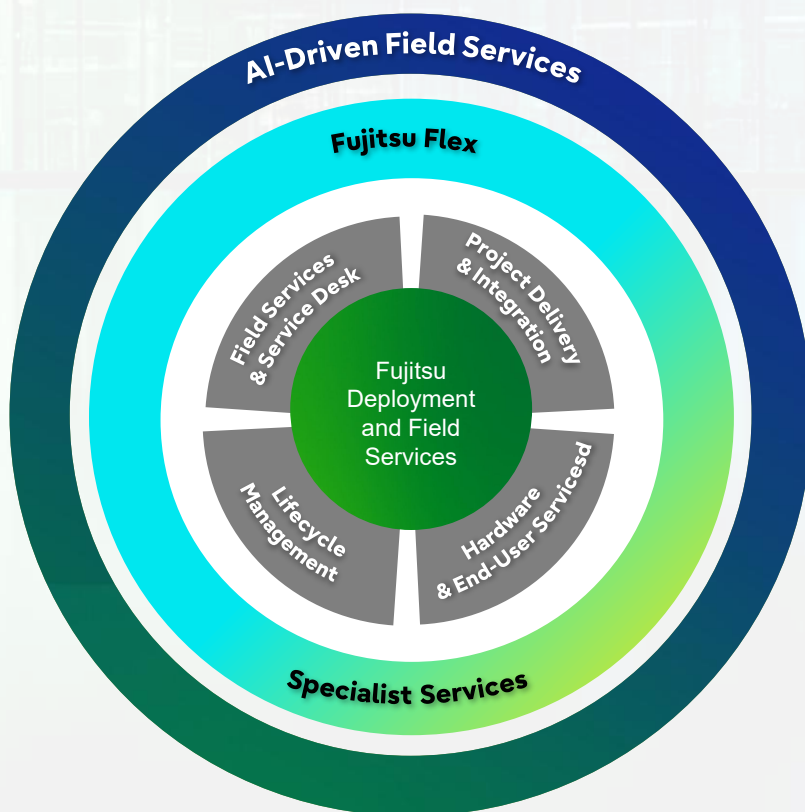 AI-Driven Field Services
Fujitsu Flex
Field Services
& Service Desk
Project Delivery
& Integration
Fujitsu
Deployment
and Field
Services
Lifecycle
Management
Hardware
& End-User Servicesd
Specialist Services